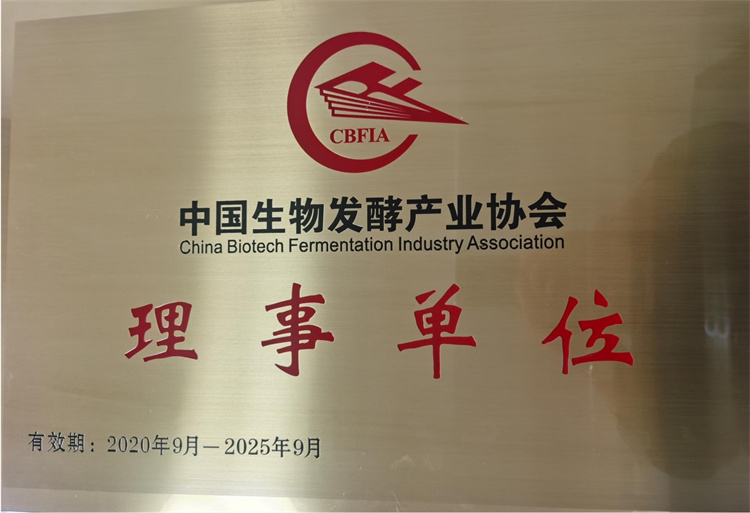 CBFIA
中国生物发酵产业协会
China Biotech Fermentation Industry Association
理事单位
有效期：2020年9月－2025年9月